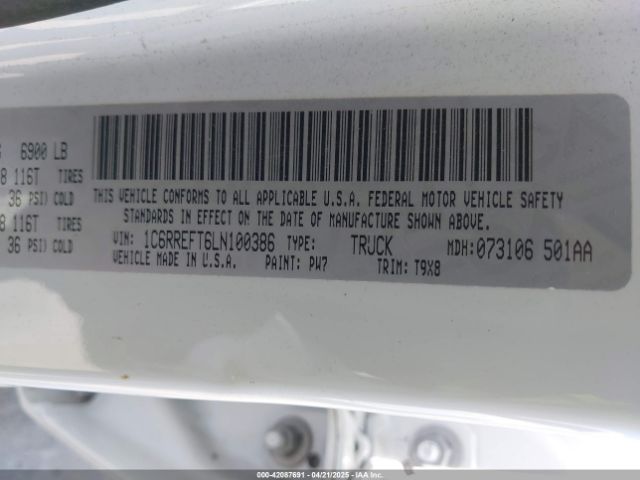 6900 LB
8 116T TIRES
36 PSI) COLD
8 116T TIRES
36 PSI) COLD
THIS VEHICLE CONFORMS TO ALL APPLICABLE U.S.A. FEDERAL MOTOR VEHICLE SAFETY
STANDARDS IN EFFECT ON THE DATE OF MANUFACTURE SHOWN ABOVE.
VIN: 1C6RREFT6LN100386 TYPE: TRUCK MDH: 073106 501AA
VEHICLE MADE IN U.S.A. PAINT: PW7 TRIM: T9X8
000-42087691 - 04/21/2025 - IAA Inc.